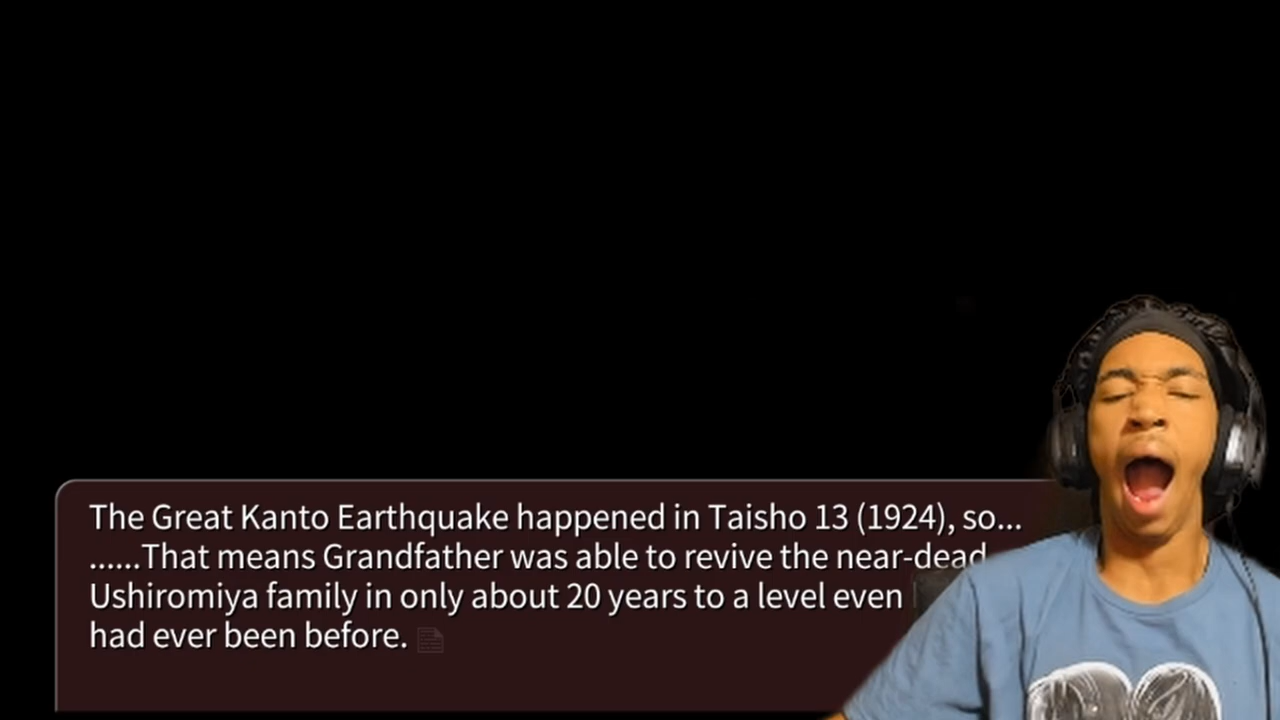 The Great Kanto Earthquake happened in Taisho 13 (1924), so...
......That means Grandfather was able to revive the near-dead
Ushiromiya family in only about 20 years to a level even
had ever been before.